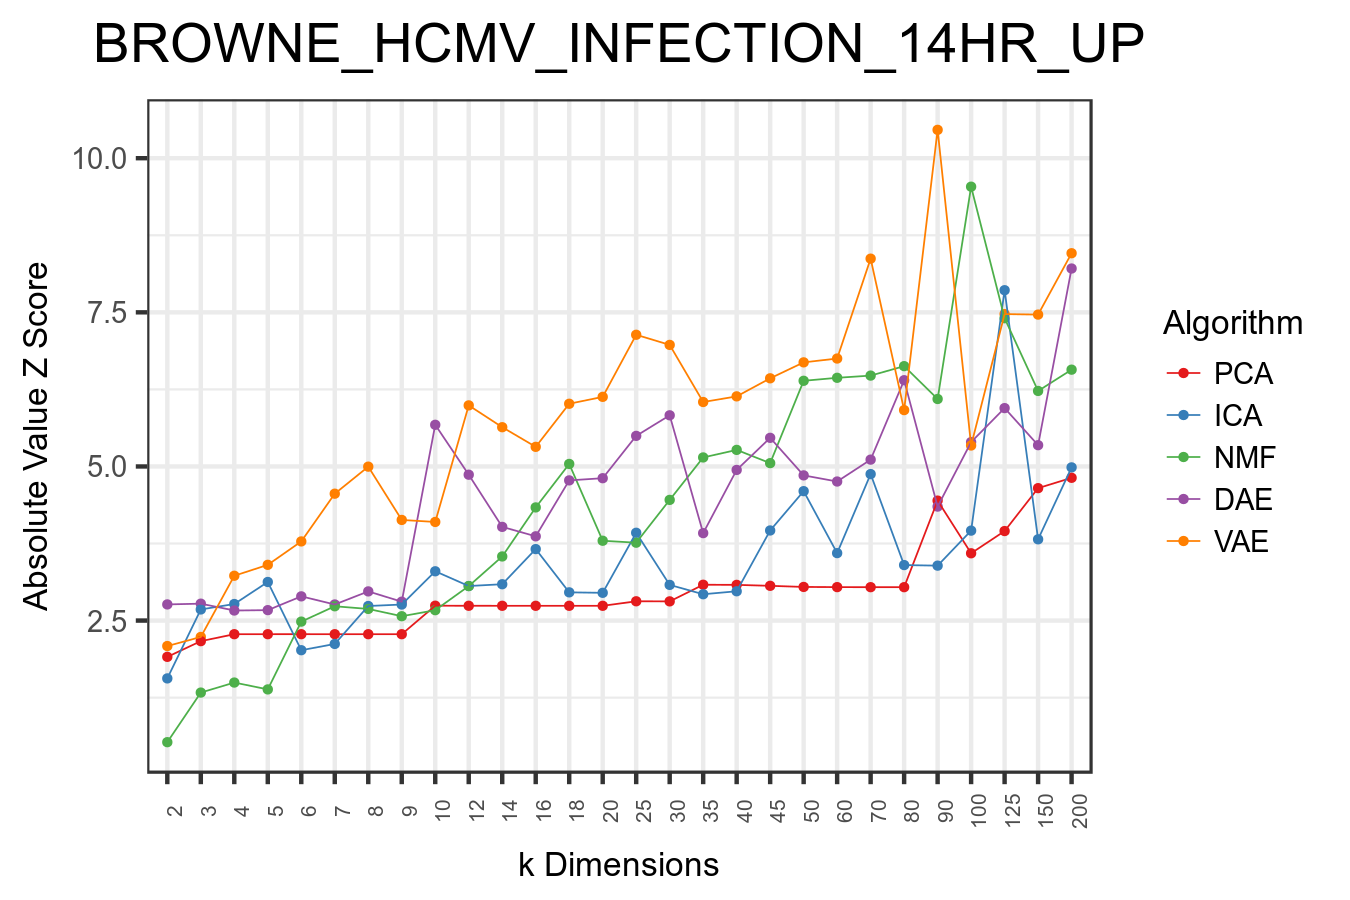 BROWNE_HCMV_INFECTION_14HR_UP
Absolute Value Z Score
10.0
7.5
5.0
2.5
2 3 4 5 6 7 8 9 10 12 14 16 18 20 25 30 35 40 45 50 60 70 80 90 100 125 150 200
k Dimensions
Algorithm
PCA
ICA
NMF
DAE
VAE